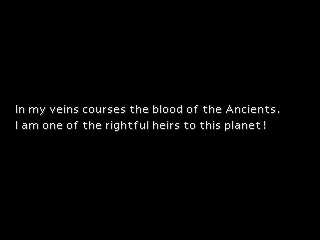 In my veins courses the blood of the Ancients.
I am one of the rightful heirs to this planet!